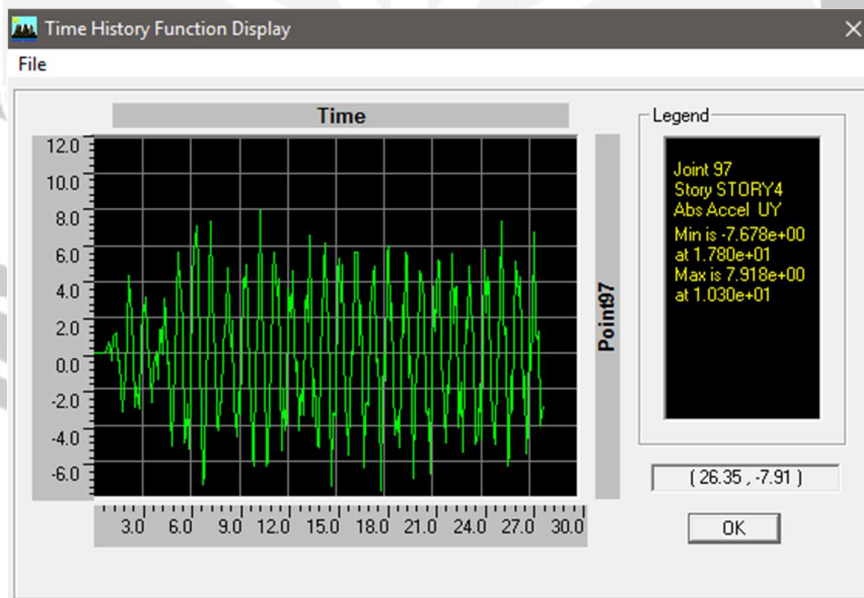 Time History Function Display
File
Time
12.0
10.0
8.0
6.0
4.0
2.0
0.0
-2.0
-4.0
-6.0
3.0 6.0 9.0 12.0 15.0 18.0 21.0 24.0 27.0 30.0
Point97
Legend
Joint 97
Story STORY4
Abs Accel UY
Min is -7.678e+00
at 1.780e+01
Max is 7.918e+00
at 1.030e+01
( 26.35 , -7.91 )
OK